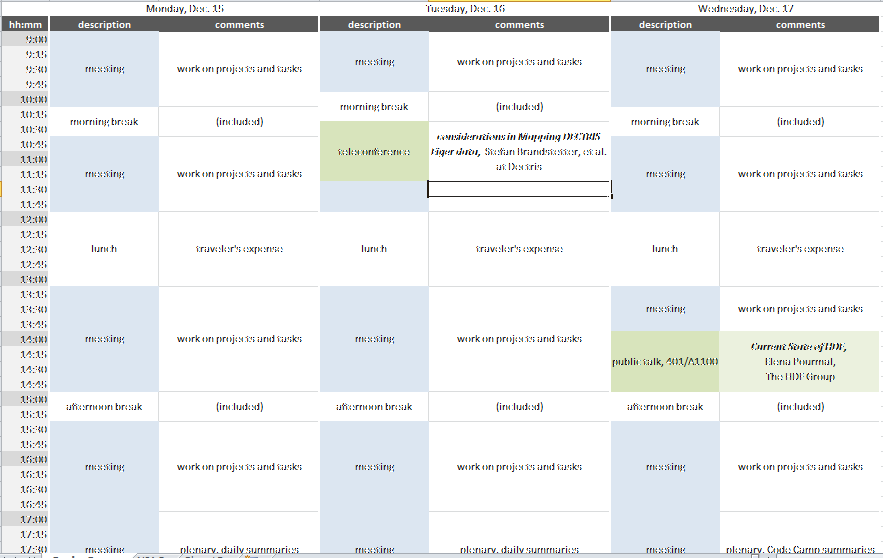 Monday, Dec. 15 Tuesday, Dec. 16 Wednesday, Dec. 17
hh:mm description comments description comments description comments
9:00
9:15 meeting work on projects and tasks
9:30 meeting work on projects and tasks meeting work on projects and tasks
9:45
10:00 morning break (included)
10:15 morning break (included) morning break (included)
10:30 considerations in Mapping DECTRIS
10:45 teleconference Eiger data, Stefan Brandstetter, et al.
11:00 at Dectris
11:15 meeting work on projects and tasks meeting work on projects and tasks
11:30
11:45
12:00
12:15
12:30 lunch traveler's expense lunch traveler's expense lunch traveler's expense
12:45
13:00
13:15
13:30 meeting work on projects and tasks
13:45
14:00 meeting work on projects and tasks meeting work on projects and tasks Current State of HDF,
14:15 public talk, 401/A1100 Elena Pourmal,
14:30 The HDF Group
14:45
15:00 afternoon break (included) afternoon break (included) afternoon break (included)
15:15
15:30
15:45
16:00 meeting work on projects and tasks meeting work on projects and tasks meeting work on projects and tasks
16:15
16:30
16:45
17:00
17:15
17:30 meeting plenary, daily summaries meeting plenary, daily summaries meeting plenary, Code Camp summaries